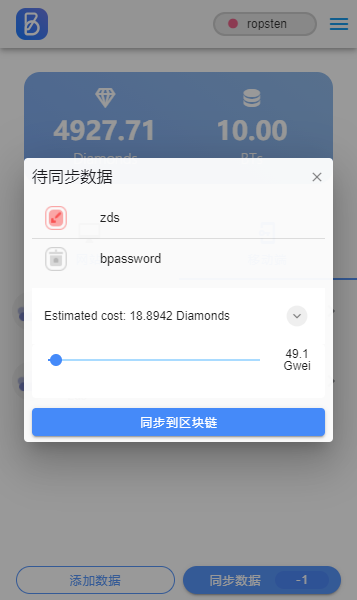 ropsten
4927.71
10.00
Diamonds
BTs
待同步数据
zds
bpassword
Estimated cost: 18.8942 Diamonds
49.1
Gwei
同步到区块链
添加数据
同步数据
-1